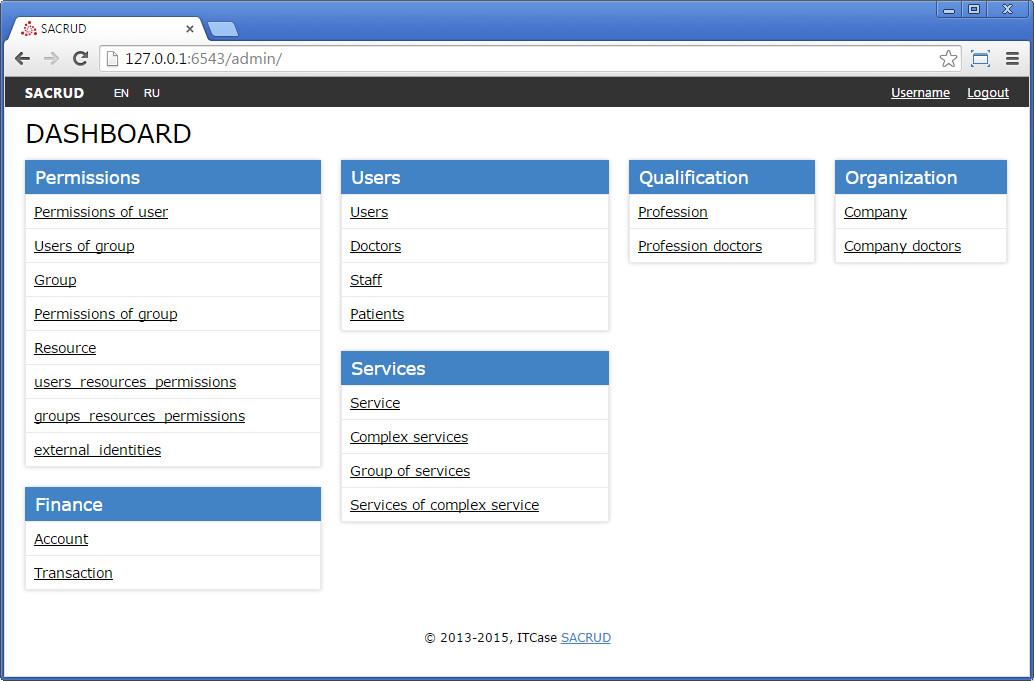 SACRUD
127.0.0.1:6543/admin/
SACRUD EN RU Username Logout
DASHBOARD
Permissions
Permissions of user
Users of group
Group
Permissions of group
Resource
users_resources_permissions
groups_resources_permissions
external_identities
Finance
Account
Transaction
Users
Users
Doctors
Staff
Patients
Services
Service
Complex services
Group of services
Services of complex service
Qualification
Profession
Profession doctors
Organization
Company
Company doctors
© 2013-2015, ITCase SACRUD